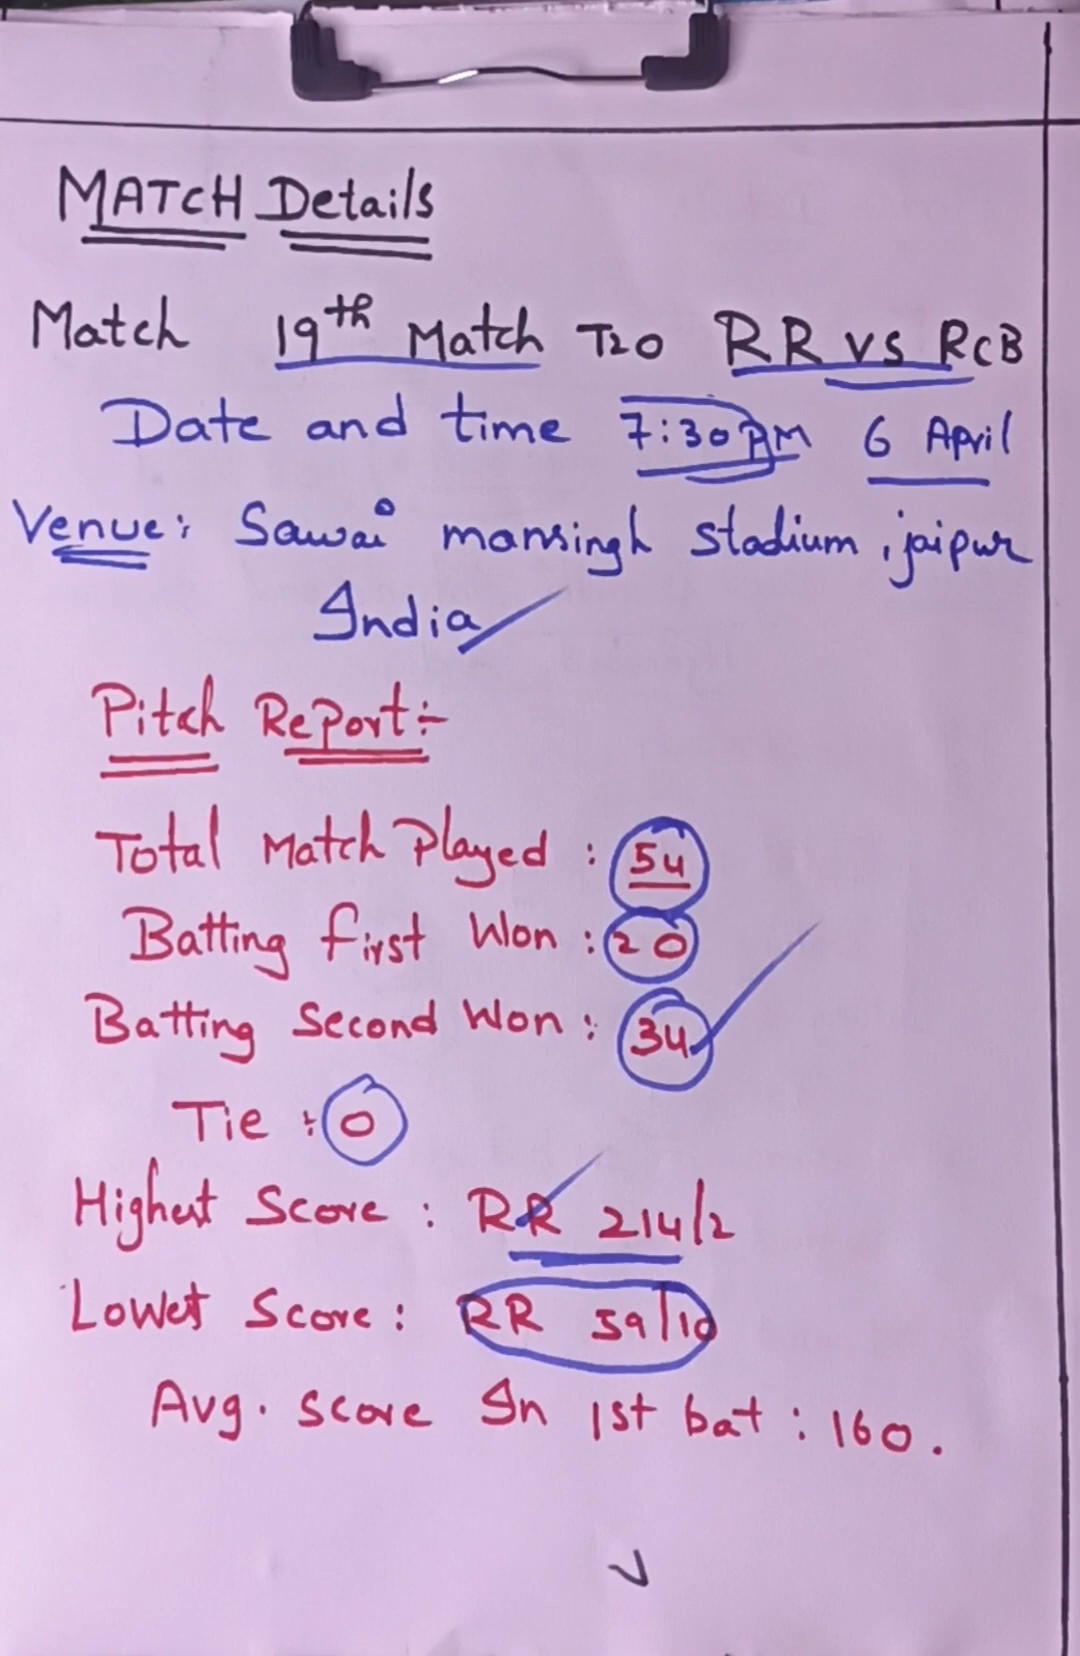 MATCH Details
Match 19th Match T20 RR vs RCB
Date and time 7:30PM 6 April
Venue: Sawai mansingh stadium, jaipur
India
Pitch Report:-
Total Match Played : 54
Batting first Won : 20
Batting Second Won : 34
Tie : 0
Highest Score : RR 214/2
Lowest Score : RR 59/10
Avg. Score In 1st bat : 160.